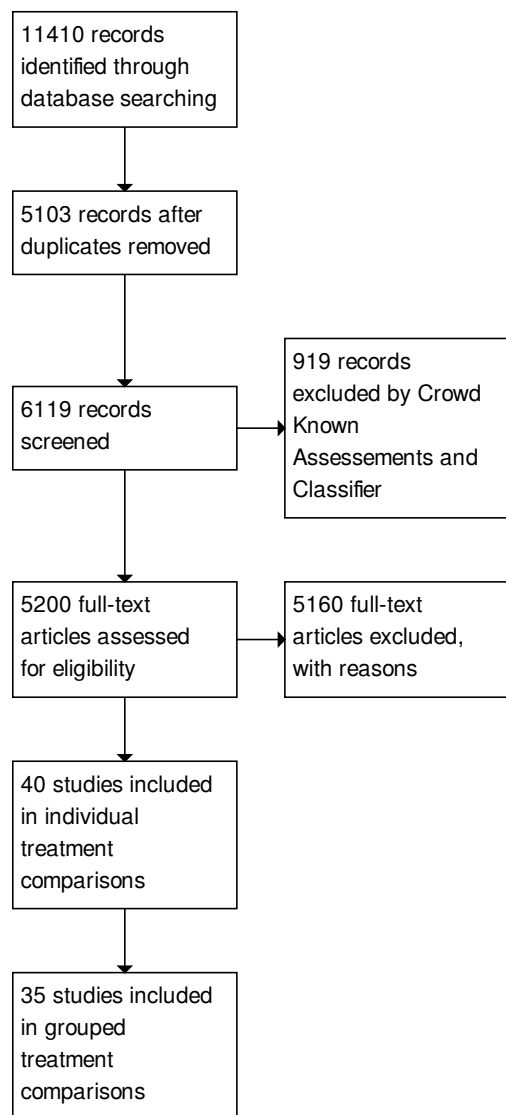 11410 records
identified through
database searching
5103 records after
duplicates removed
6119 records
screened
919 records
excluded by Crowd
Known
Assessements and
Classifier
5200 full-text
articles assessed
for eligibility
5160 full-text
articles excluded,
with reasons
40 studies included
in individual
treatment
comparisons
35 studies included
in grouped
treatment
comparisons